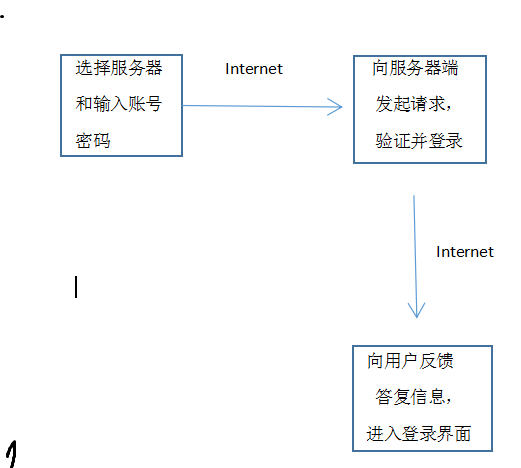 选择服务器
和输入账号
密码
Internet
向服务器端
发起请求，
验证并登录
Internet
向用户反馈
答复信息，
进入登录界面